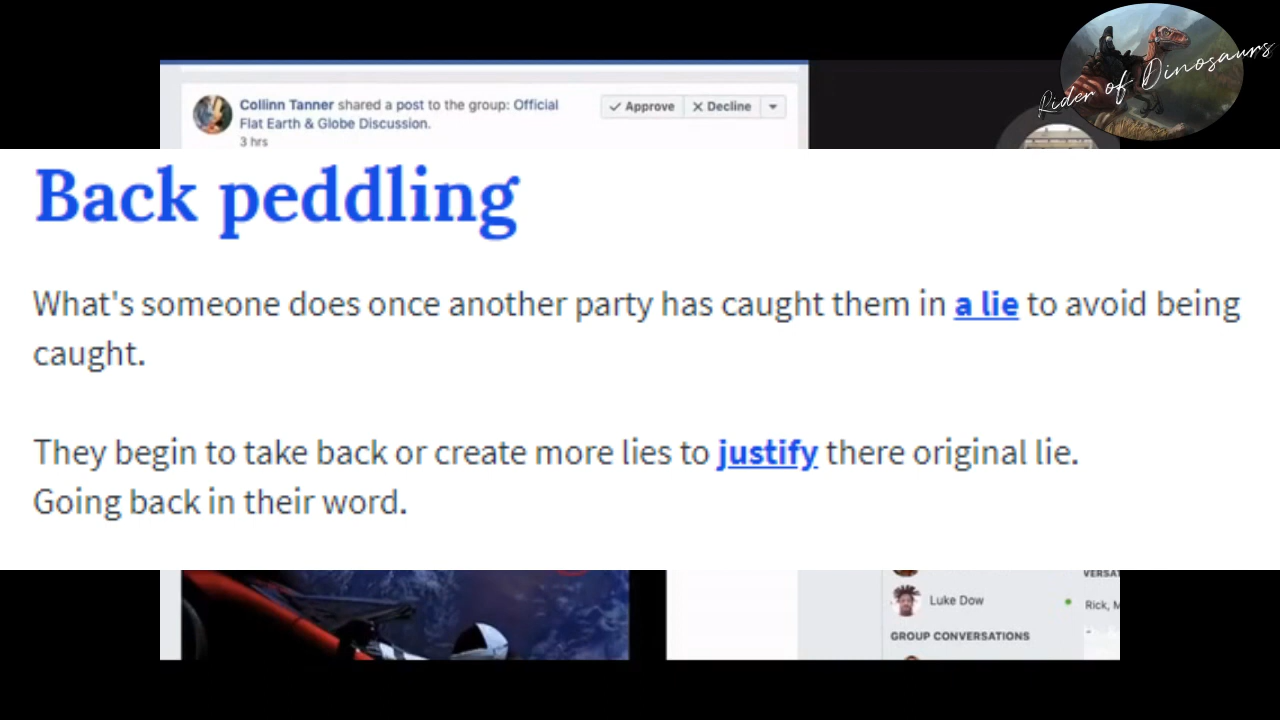 Rider of Dinosaurs
Collinn Tanner shared a post to the group: Official
Flat Earth & Globe Discussion.
3 hrs
Approve Decline
Back peddling
What's someone does once another party has caught them in a lie to avoid being
caught.
They begin to take back or create more lies to justify there original lie.
Going back in their word.
Luke Dow
Rick, M
GROUP CONVERSATIONS